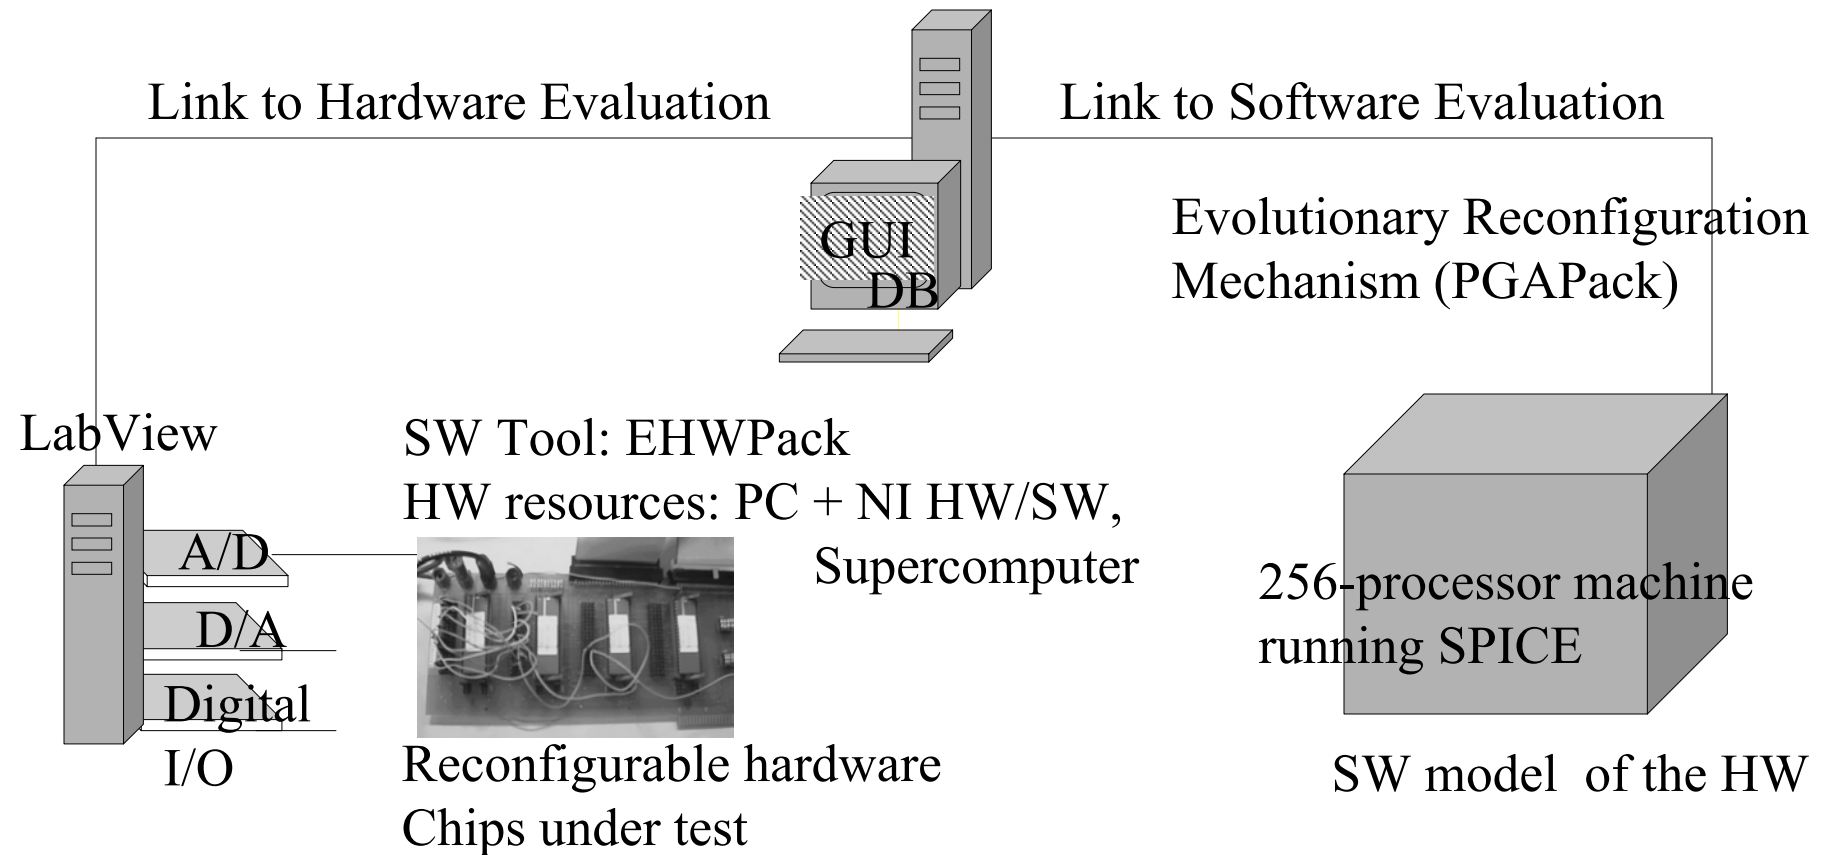 Link to Hardware Evaluation
Link to Software Evaluation
GUI
DB
Evolutionary Reconfiguration
Mechanism (PGAPack)
LabView
SW Tool: EHWPack
HW resources: PC + NI HW/SW,
Supercomputer
A/D
D/A
Digital
I/O
Reconfigurable hardware
Chips under test
256-processor machine
running SPICE
SW model of the HW